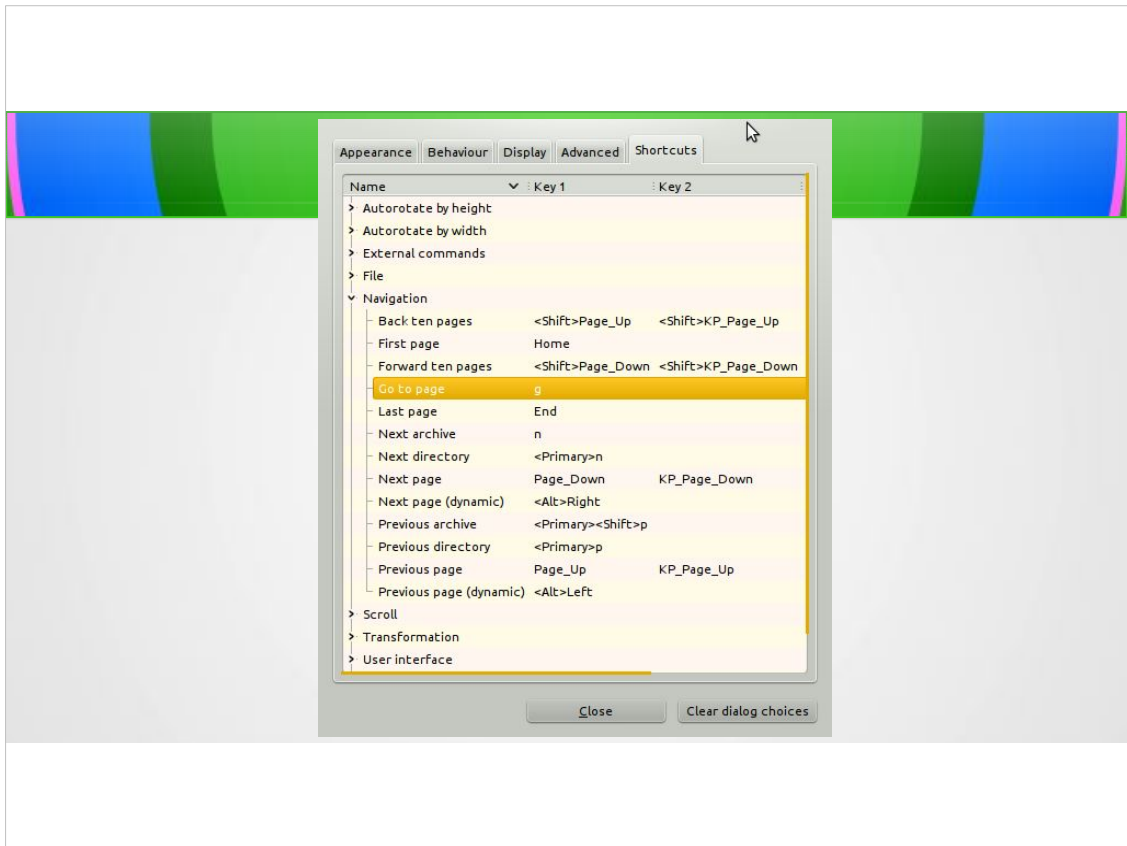 Appearance Behaviour Display Advanced Shortcuts
Name Key 1 Key 2
Autorotate by height
Autorotate by width
External commands
File
Navigation
Back ten pages <Shift>Page_Up <Shift>KP_Page_Up
First page Home
Forward ten pages <Shift>Page_Down <Shift>KP_Page_Down
Go to page g
Last page End
Next archive n
Next directory <Primary>n
Next page Page_Down KP_Page_Down
Next page (dynamic) <Alt>Right
Previous archive <Primary><Shift>p
Previous directory <Primary>p
Previous page Page_Up KP_Page_Up
Previous page (dynamic) <Alt>Left
Scroll
Transformation
User interface
Close Clear dialog choices